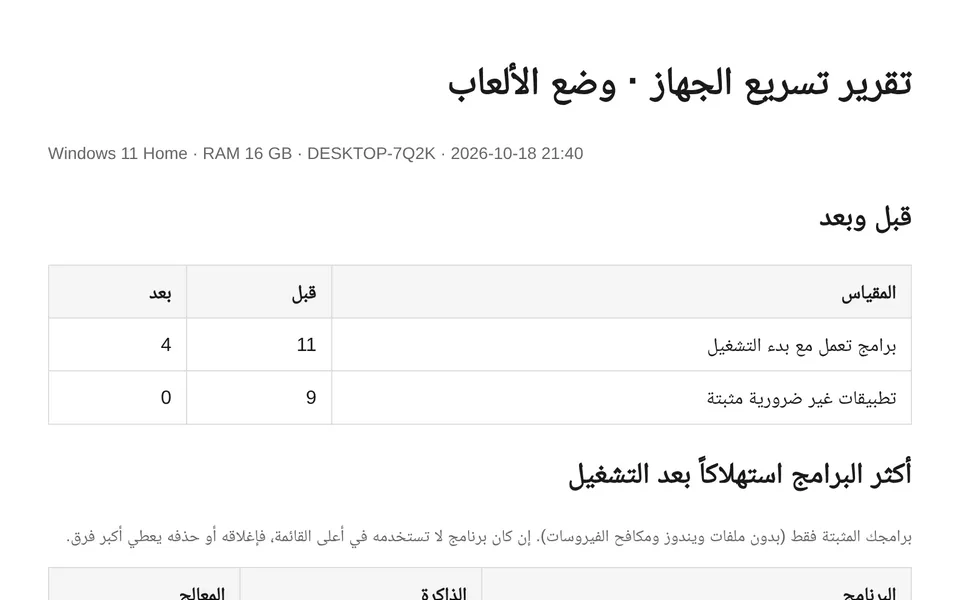 تقرير تسريع الجهاز · وضع الألعاب
Windows 11 Home · RAM 16 GB · DESKTOP-7Q2K · 2026-10-18 21:40
قبل وبعد
المقياس قبل بعد
برامج تعمل مع بدء التشغيل 11 4
تطبيقات غير ضرورية مثبتة 9 0
أكثر البرامج استهلاكاً بعد التشغيل
برامجك المثبتة فقط (بدون ملفات ويندوز ومكافح الفيروسات). إن كان برنامج لا تستخدمه في أعلى القائمة، فإغلاقه أو حذفه يعطي أكبر فرق.
البرنامج الذاكرة المعالج